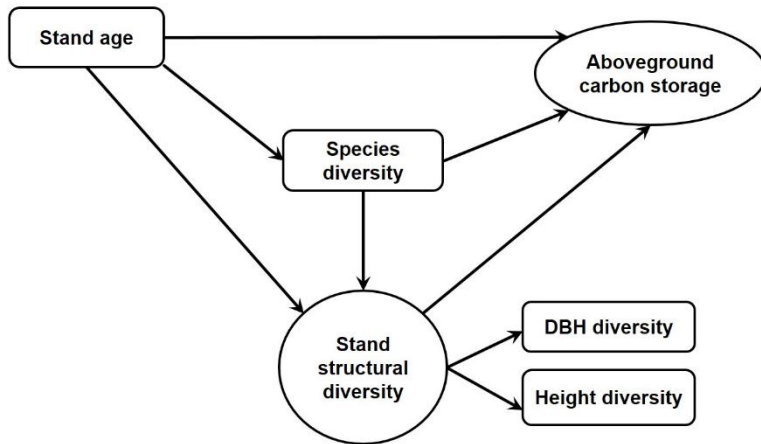 Stand age
Aboveground
carbon storage
Species
diversity
Stand
structural
diversity
DBH diversity
Height diversity